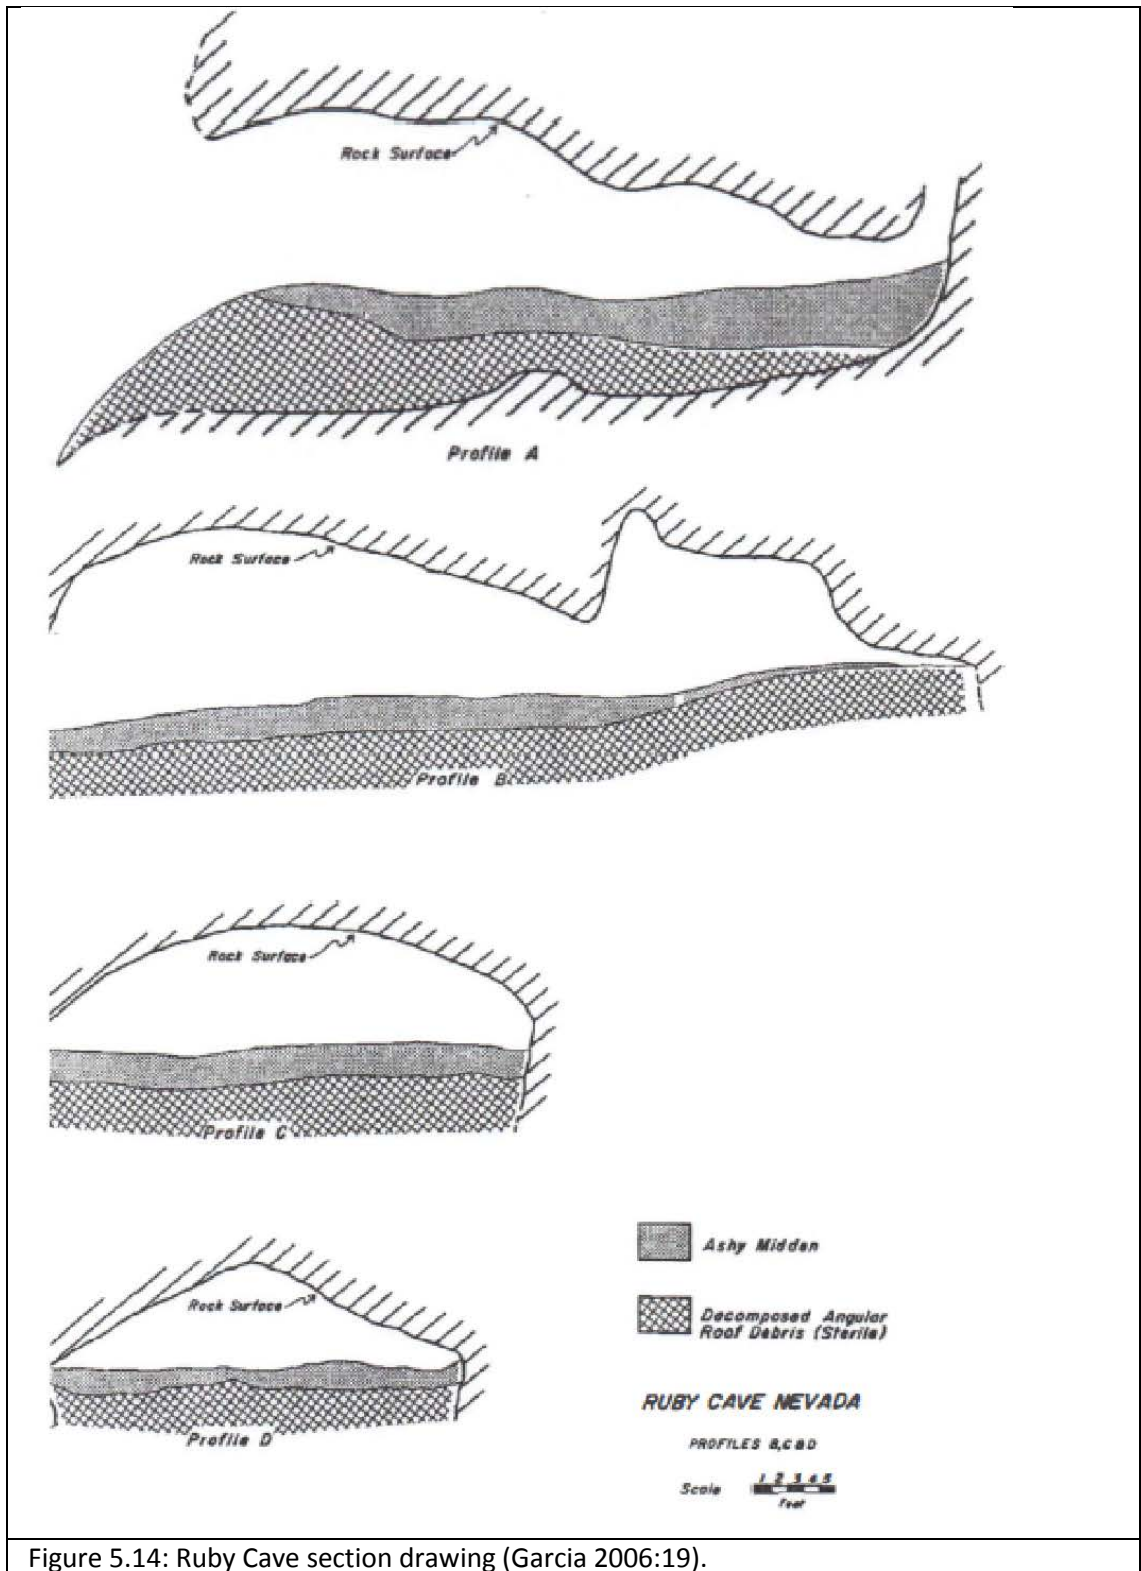 Rock Surface
Profile A
Rock Surface
Profile B
Rock Surface
Profile C
Rock Surface
Profile D
Ashy Midden
Decomposed Angular
Roof Debris (Sterile)
RUBY CAVE NEVADA
PROFILES B, C & D
1 2 3 4 5
Scale
Feet
Figure 5.14: Ruby Cave section drawing (Garcia 2006:19).